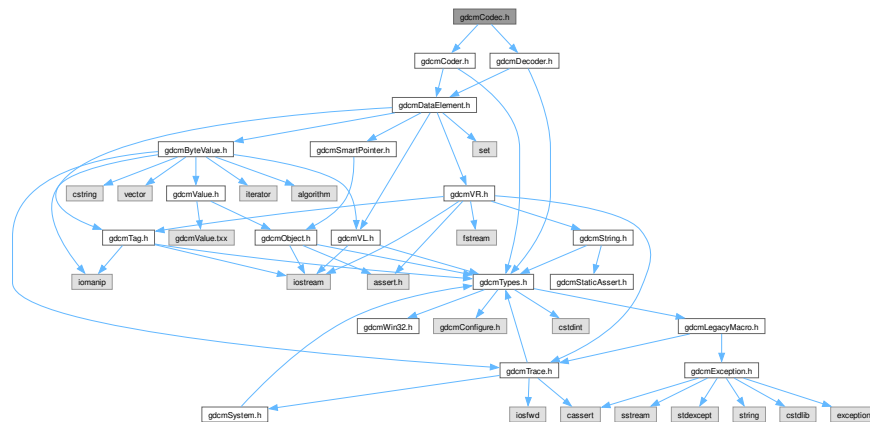 gdcmCodec.h
gdcmCoder.h
gdcmDecoder.h
gdcmDataElement.h
gdcmByteValue.h
gdcmSmartPointer.h
set
cstring
vector
gdcmValue.h
iterator
algorithm
gdcmVR.h
gdcmTag.h
gdcmValue.txx
gdcmObject.h
gdcmVL.h
fstream
gdcmString.h
iomanip
iostream
assert.h
gdcmTypes.h
gdcmStaticAssert.h
gdcmWin32.h
gdcmConfigure.h
cstdint
gdcmLegacyMacro.h
gdcmTrace.h
gdcmException.h
gdcmSystem.h
iosfwd
cassert
sstream
stdexcept
string
cstdlib
exception